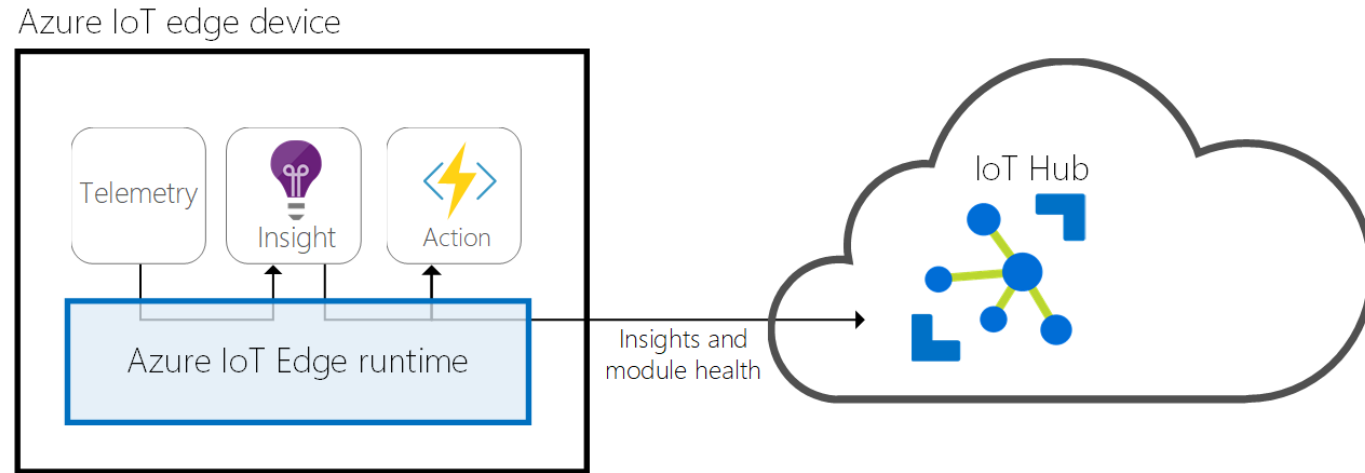 Azure IoT edge device
Telemetry
Insight
Action
Azure IoT Edge runtime
Insights and
module health
IoT Hub